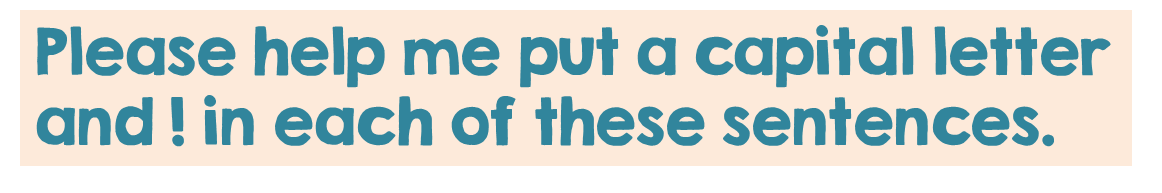 Please help me put a capital letter
and ! in each of these sentences.